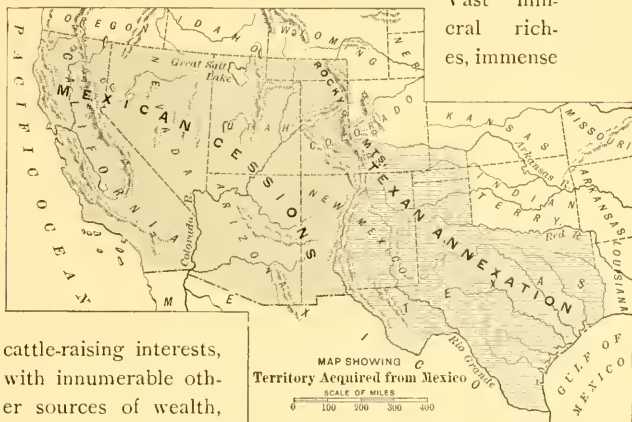 Vast min-
eral rich-
es, immense
OREGON
IDAHO
WYOMING
NEB
PACIFIC OCEAN
Great Salt
Lake
ROCKY MTS.
CALIFORNIA
NEVADA
UTAH
COLORADO
KANSAS
MISSOURI
MEXICAN CESSIONS
Arkansas R.
INDIAN
TERRY.
ARKANSAS
LOUISIANA
ARIZONA
NEW MEXICO
Colorado R.
Red R.
TEXAN ANNEXATION
TEXAS
MEXICO
Rio Grande
GULF OF
MEXICO
cattle-raising interests,
with innumerable oth-
er sources of wealth,
MAP SHOWING
Territory Acquired from Mexico
SCALE OF MILES
0 100 200 300 400